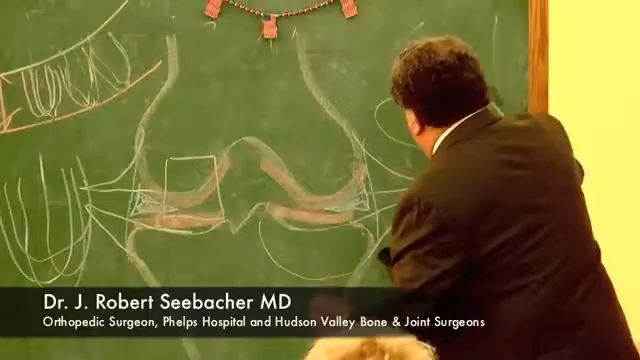 Dr. J. Robert Seebacher MD
Orthopedic Surgeon, Phelps Hospital and Hudson Valley Bone & Joint Surgeons